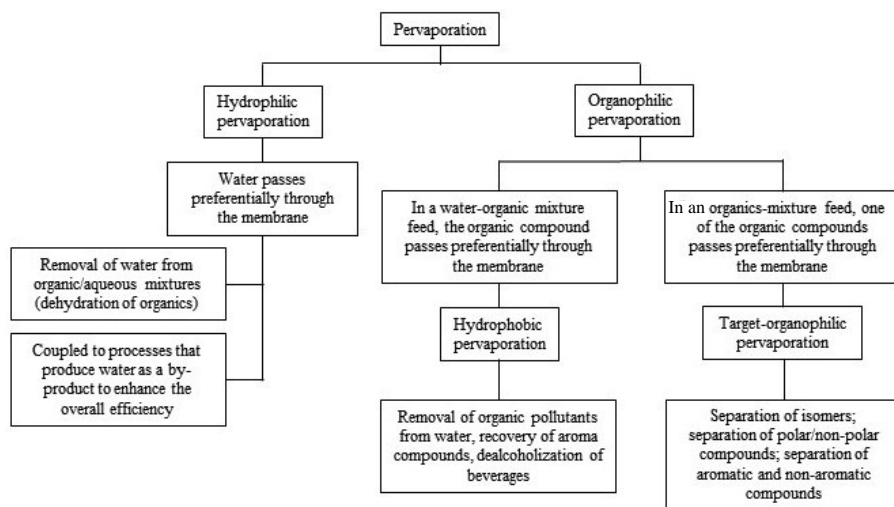 Pervaporation
Hydrophilic
pervaporation
Organophilic
pervaporation
Water passes
preferentially through
the membrane
In a water-organic mixture
feed, the organic compound
passes preferentially through
the membrane
In an organics-mixture feed, one
of the organic compounds
passes preferentially through
the membrane
Removal of water from
organic/aqueous mixtures
(dehydration of organics)
Hydrophobic
pervaporation
Target-organophilic
pervaporation
Coupled to processes that
produce water as a by-
product to enhance the
overall efficiency
Removal of organic pollutants
from water, recovery of aroma
compounds, dealcoholization of
beverages
Separation of isomers;
separation of polar/non-polar
compounds; separation of
aromatic and non-aromatic
compounds